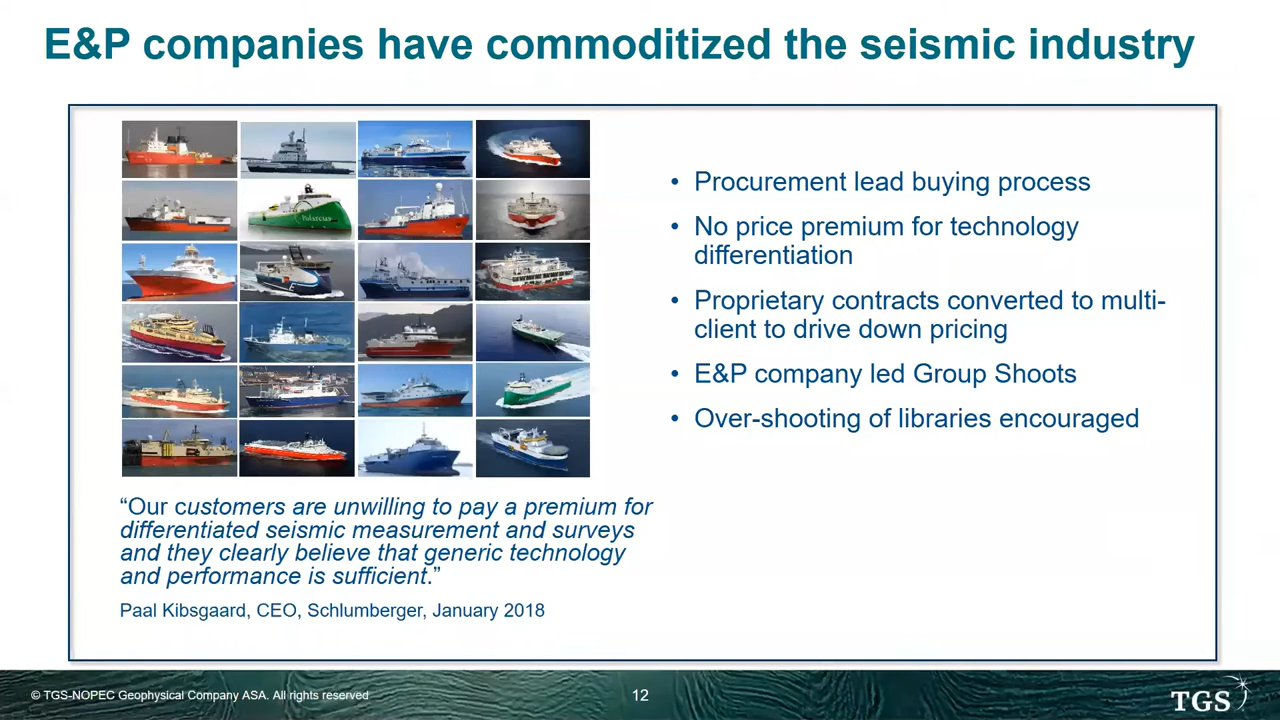 E&P companies have commoditized the seismic industry
Polarcus
• Procurement lead buying process
• No price premium for technology
differentiation
• Proprietary contracts converted to multi-
client to drive down pricing
• E&P company led Group Shoots
• Over-shooting of libraries encouraged
“Our customers are unwilling to pay a premium for
differentiated seismic measurement and surveys
and they clearly believe that generic technology
and performance is sufficient.”
Paal Kibsgaard, CEO, Schlumberger, January 2018
© TGS-NOPEC Geophysical Company ASA. All rights reserved
12
TGS